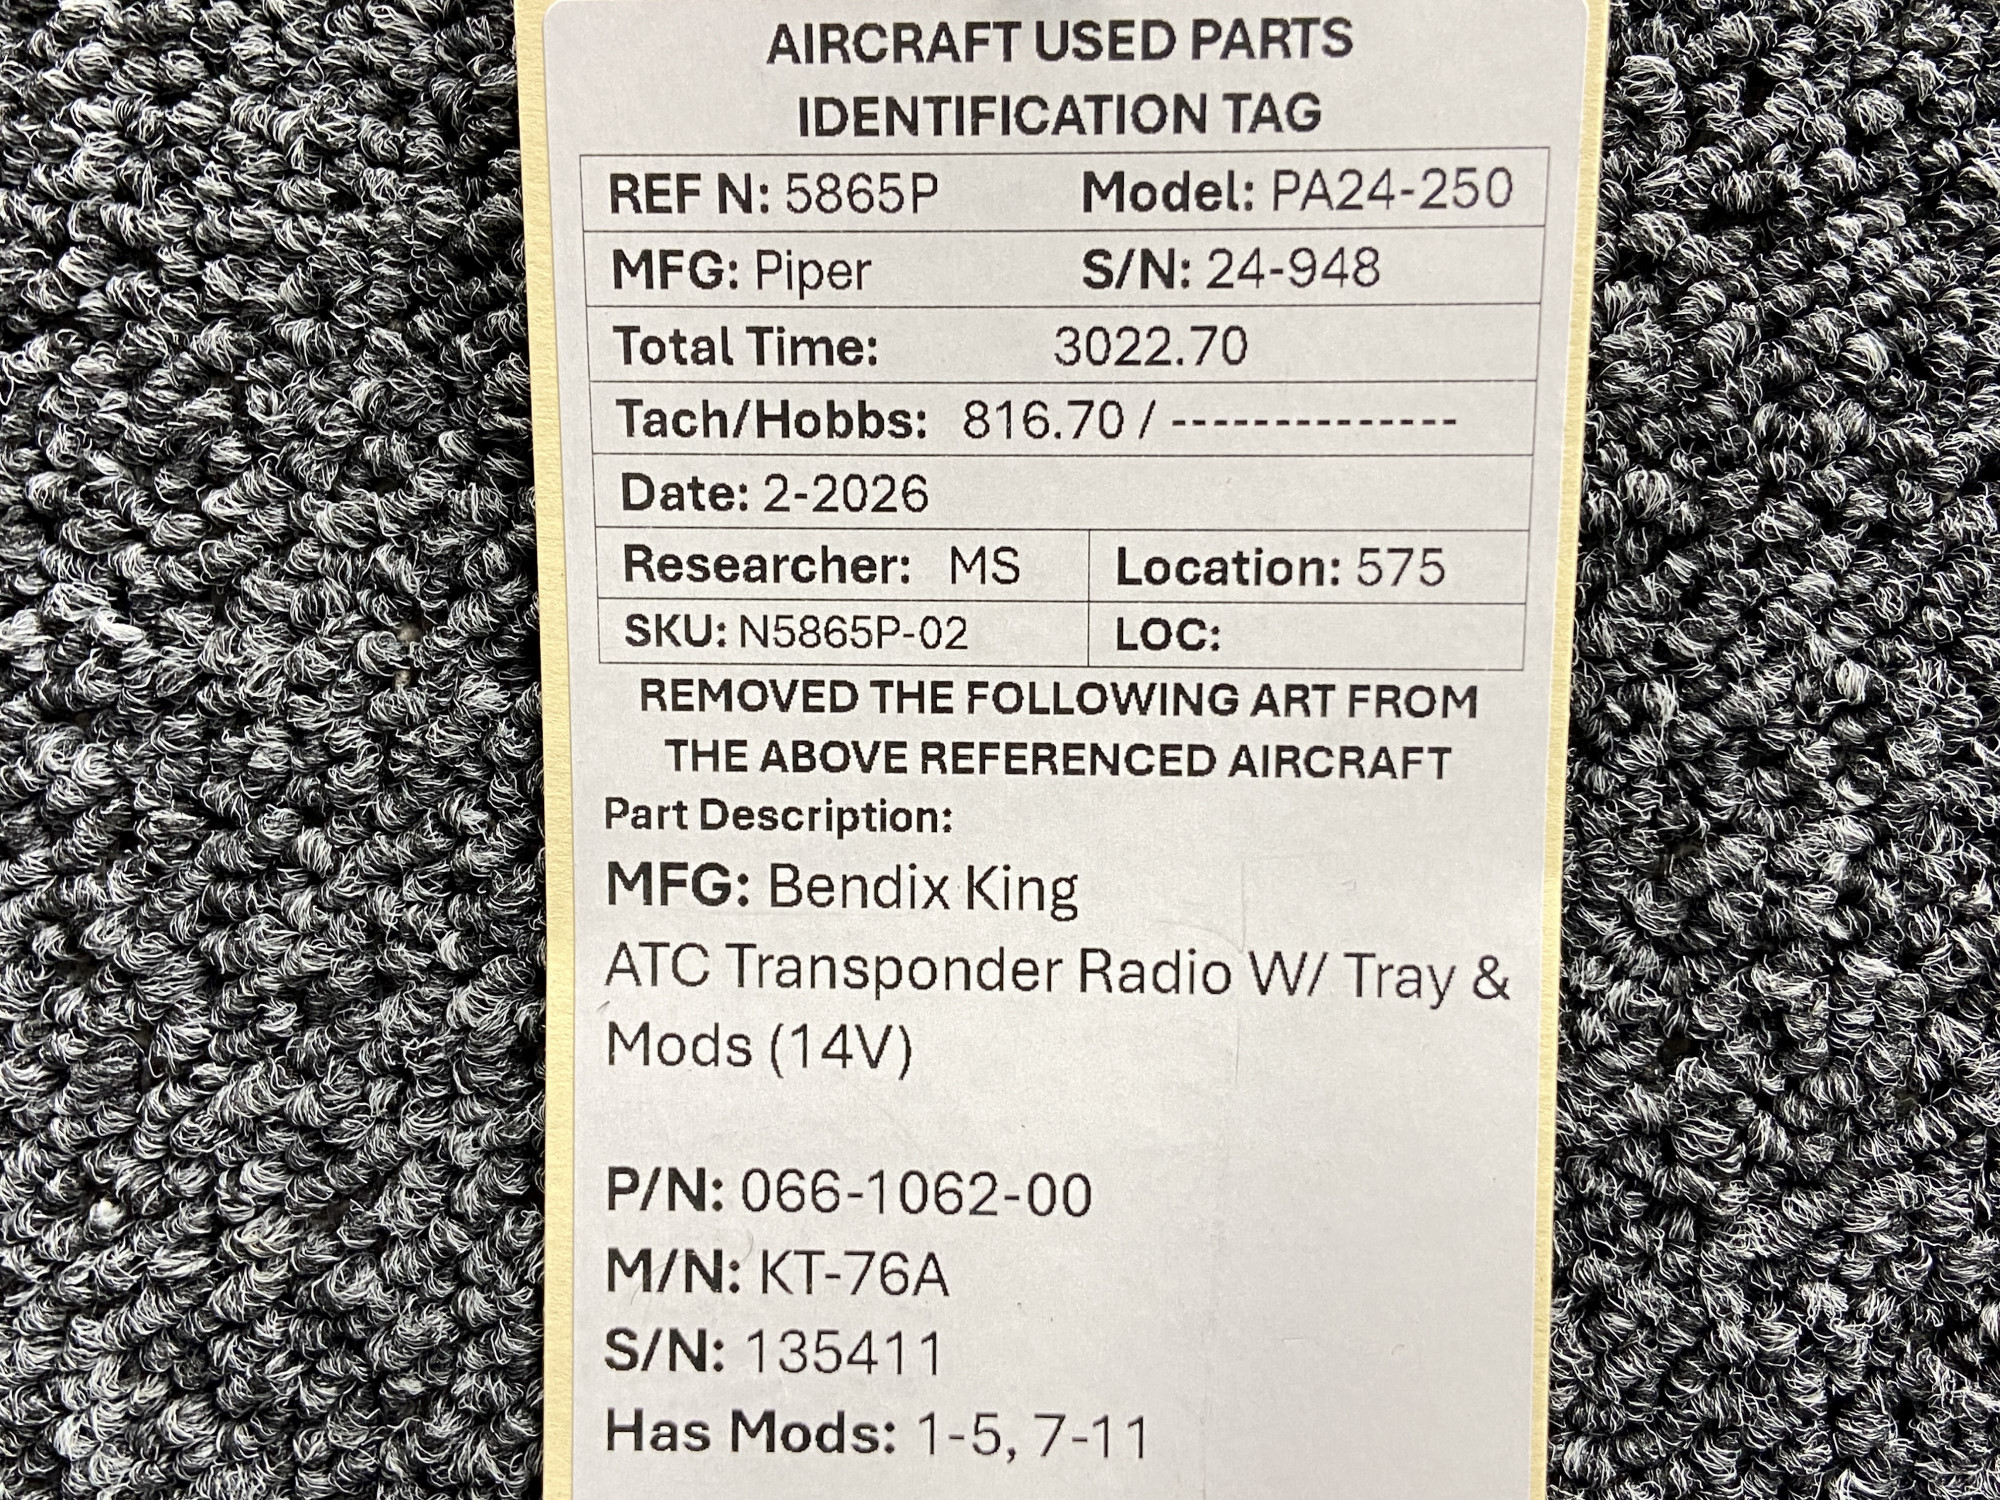 AIRCRAFT USED PARTS
IDENTIFICATION TAG
REF N: 5865P Model: PA24-250
MFG: Piper S/N: 24-948
Total Time: 3022.70
Tach/Hobbs: 816.70 / --------------
Date: 2-2026
Researcher: MS Location: 575
SKU: N5865P-02 LOC:
REMOVED THE FOLLOWING ART FROM
THE ABOVE REFERENCED AIRCRAFT
Part Description:
MFG: Bendix King
ATC Transponder Radio W/ Tray &
Mods (14V)
P/N: 066-1062-00
M/N: KT-76A
S/N: 135411
Has Mods: 1-5, 7-11